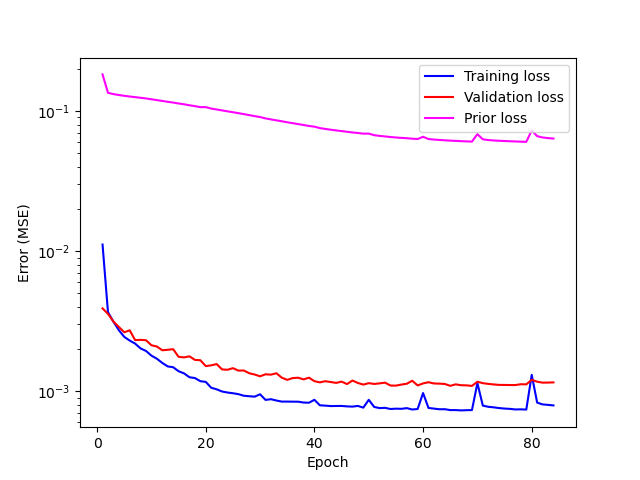 Training loss
Validation loss
Prior loss
10⁻¹
10⁻²
10⁻³
Error (MSE)
0 20 40 60 80
Epoch